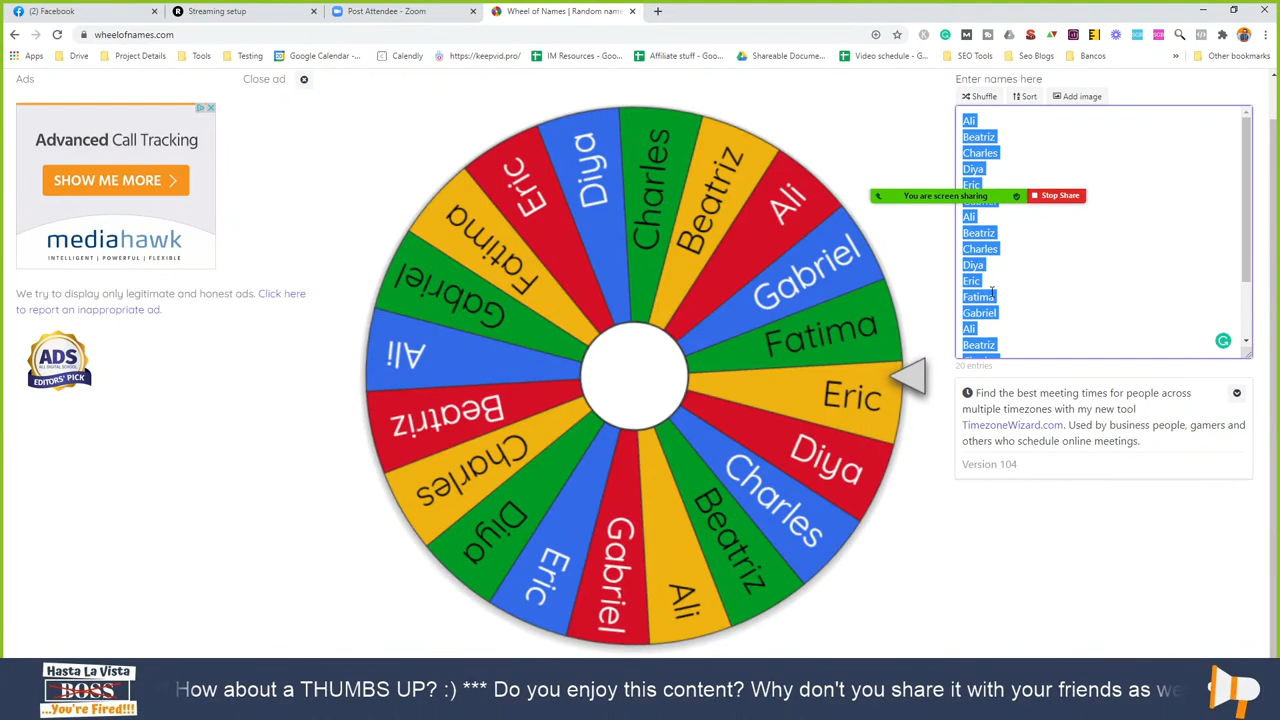 (2) Facebook
Streaming setup
Post Attendee - Zoom
Wheel of Names | Random name
wheelofnames.com
Apps
Drive
Project Details
Tools
Testing
Google Calendar -...
Calendly
https://keepvid.pro/
IM Resources - Goo...
Affiliate stuff - Goo...
Shareable Docume...
Video schedule - G...
SEO Tools
Seo Blogs
Bancos
»
Other bookmarks
Ads
Close ad
Advanced Call Tracking
SHOW ME MORE
mediahawk
INTELLIGENT | POWERFUL | FLEXIBLE
We try to display only legitimate and honest ads. Click here
to report an inappropriate ad.
ADS
ALL DIGITAL SCHOOL
EDITORS' PICK
Charles
Beatriz
Ali
Gabriel
Fatima
Eric
Diya
Charles
Beatriz
Ali
Gabriel
Eric
Diya
Charles
Beatriz
Ali
Gabriel
Fatima
Eric
Diya
Enter names here
Shuffle
Sort
Add image
Ali
Beatriz
Charles
Diya
Eric
You are screen sharing
Stop Share
Ali
Beatriz
Charles
Diya
Eric
Fatima
Gabriel
Ali
Beatriz
20 entries
Find the best meeting times for people across
multiple timezones with my new tool
TimezoneWizard.com. Used by business people, gamers and
others who schedule online meetings.
Version 104
Hasta La Vista
BOSS
...You're Fired!!!
How about a THUMBS UP? :) *** Do you enjoy this content? Why don't you share it with your friends as we